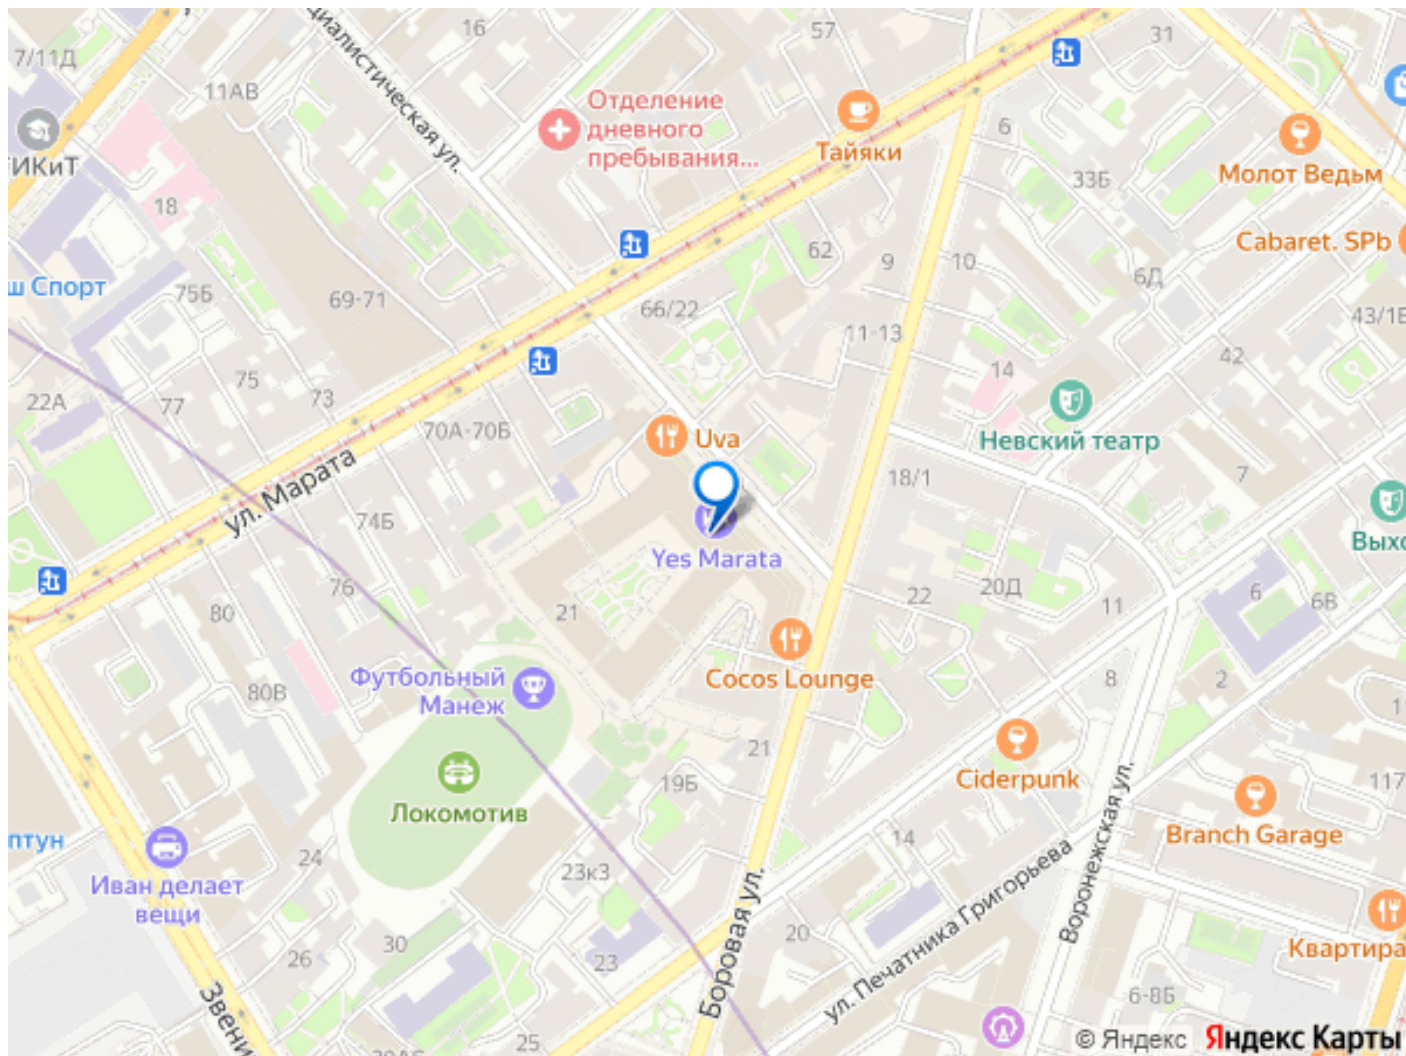 16
57
31
7/11Д
11АВ
циалистическая ул.
Отделение
дневного
пребывания...
Тайяки
6
Молот Ведьм
ИКиТ
33Б
18
Cabaret. SPb
62
9
10
6Д
ш Спорт
75Б
69-71
66/22
11-13
43/1Б
42
14
75
73
22А
77
70А-70Б
Uva
Невский театр
ул. Марата
18/1
7
74Б
Yes Marata
Выхо
76
20Д
22
11
6
6В
80
21
Футбольный
Манеж
80В
Cocos Lounge
8
2
21
19Б
Ciderpunk
117
Локомотив
Branch Garage
птун
24
14
Иван делает
вещи
23к3
ул. Печатника Григорьева
Воронежская ул.
Боровая ул.
20
30
26
23
Квартира
Звени
6-8Б
25
© Яндекс
Яндекс Карты